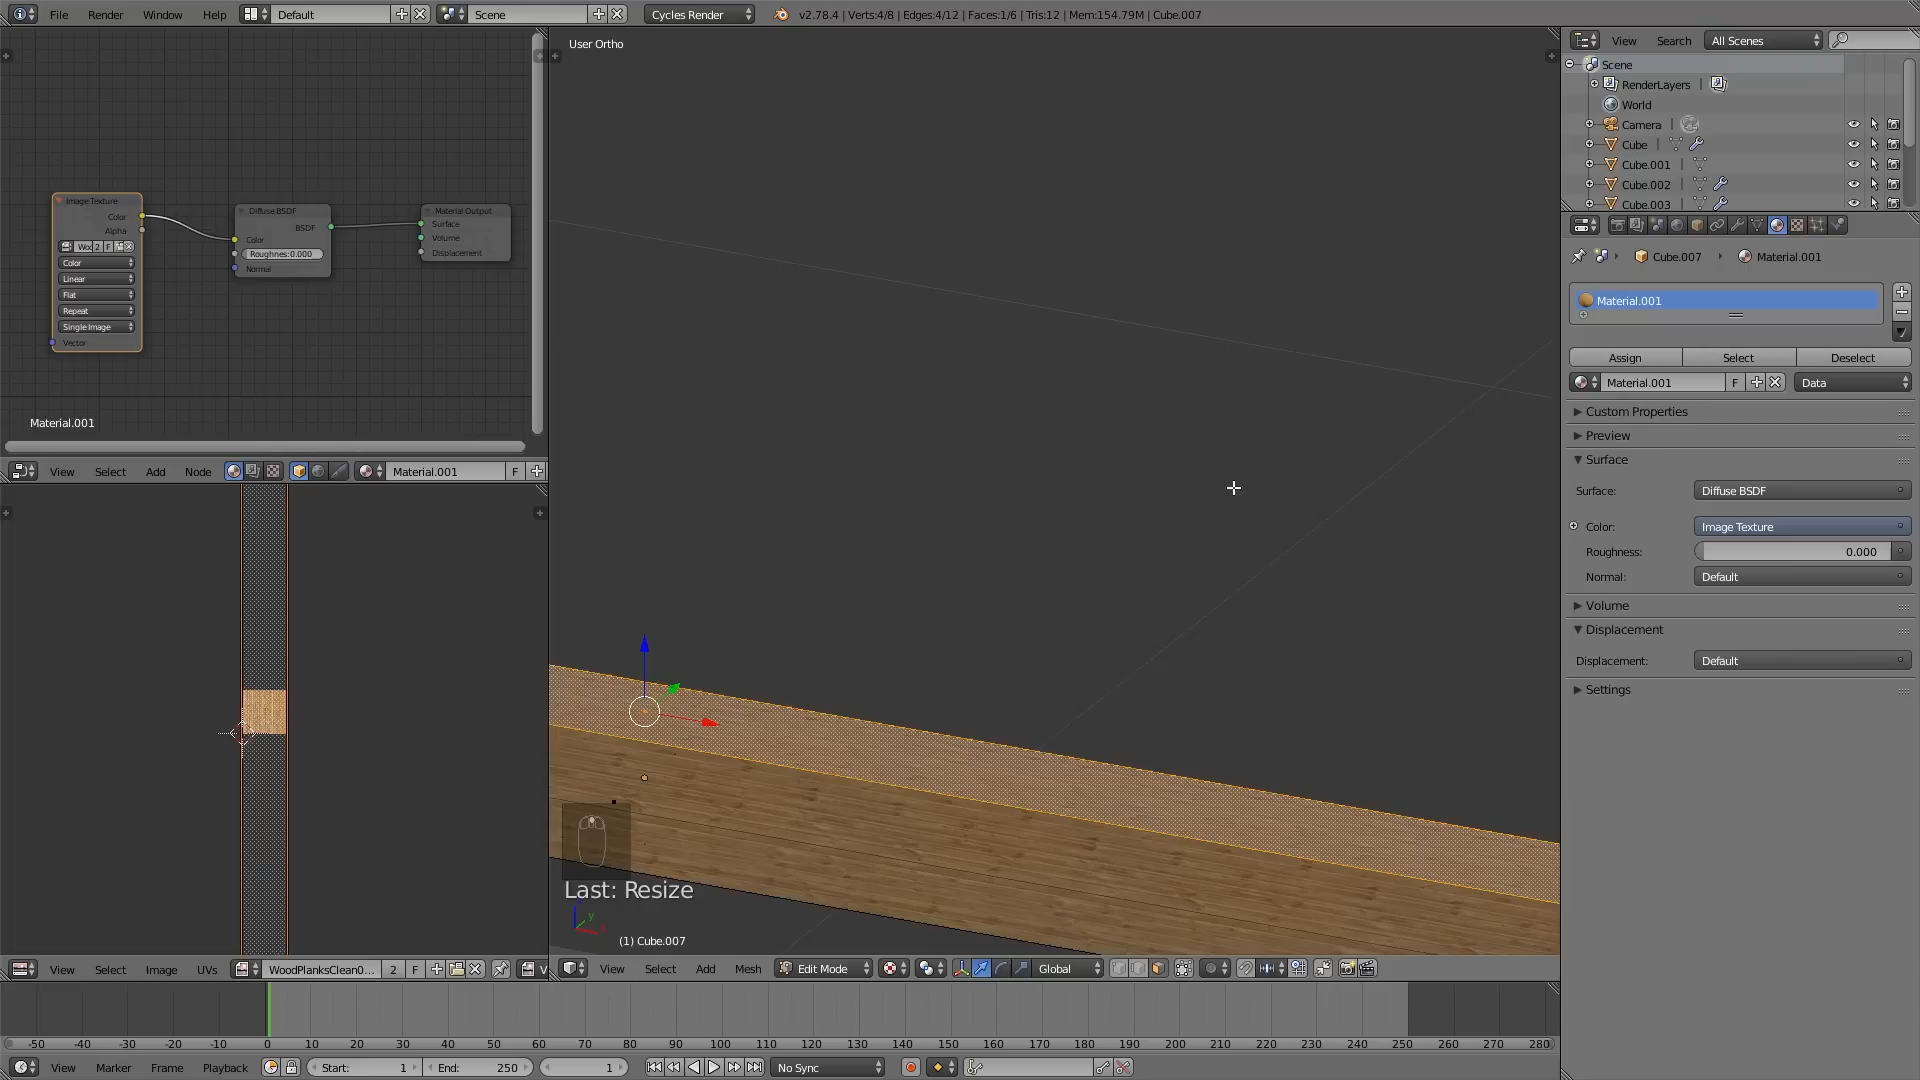 File Render Window Help Default Scene Cycles Render v2.78.4 | Verts:4/8 | Edges:4/12 | Faces:1/6 | Tris:12 | Mem:154.79M | Cube.007
User Ortho
View Search All Scenes
Scene
RenderLayers
World
Camera
Cube
Cube.001
Cube.002
Cube.003
Image Texture
Color
Alpha
Woc 2 F
Color
Linear
Flat
Repeat
Single Image
Vector
Diffuse BSDF
BSDF
Color
Roughnes:0.000
Normal
Material Output
Surface
Volume
Displacement
Material.001
View Select Add Node Material.001 F
Cube.007 Material.001
Material.001
Assign Select Deselect
Material.001 F Data
Custom Properties
Preview
Surface
Surface: Diffuse BSDF
Color: Image Texture
Roughness: 0.000
Normal: Default
Volume
Displacement
Displacement: Default
Settings
Last: Resize
y
(1) Cube.007
View Select Image UVs WoodPlanksClean0... 2 F V
View Select Add Mesh Edit Mode Global
-50 -40 -30 -20 -10 0 10 20 30 40 50 60 70 80 90 100 110 120 130 140 150 160 170 180 190 200 210 220 230 240 250 260 270 280
View Marker Frame Playback Start: 1 End: 250 1 No Sync